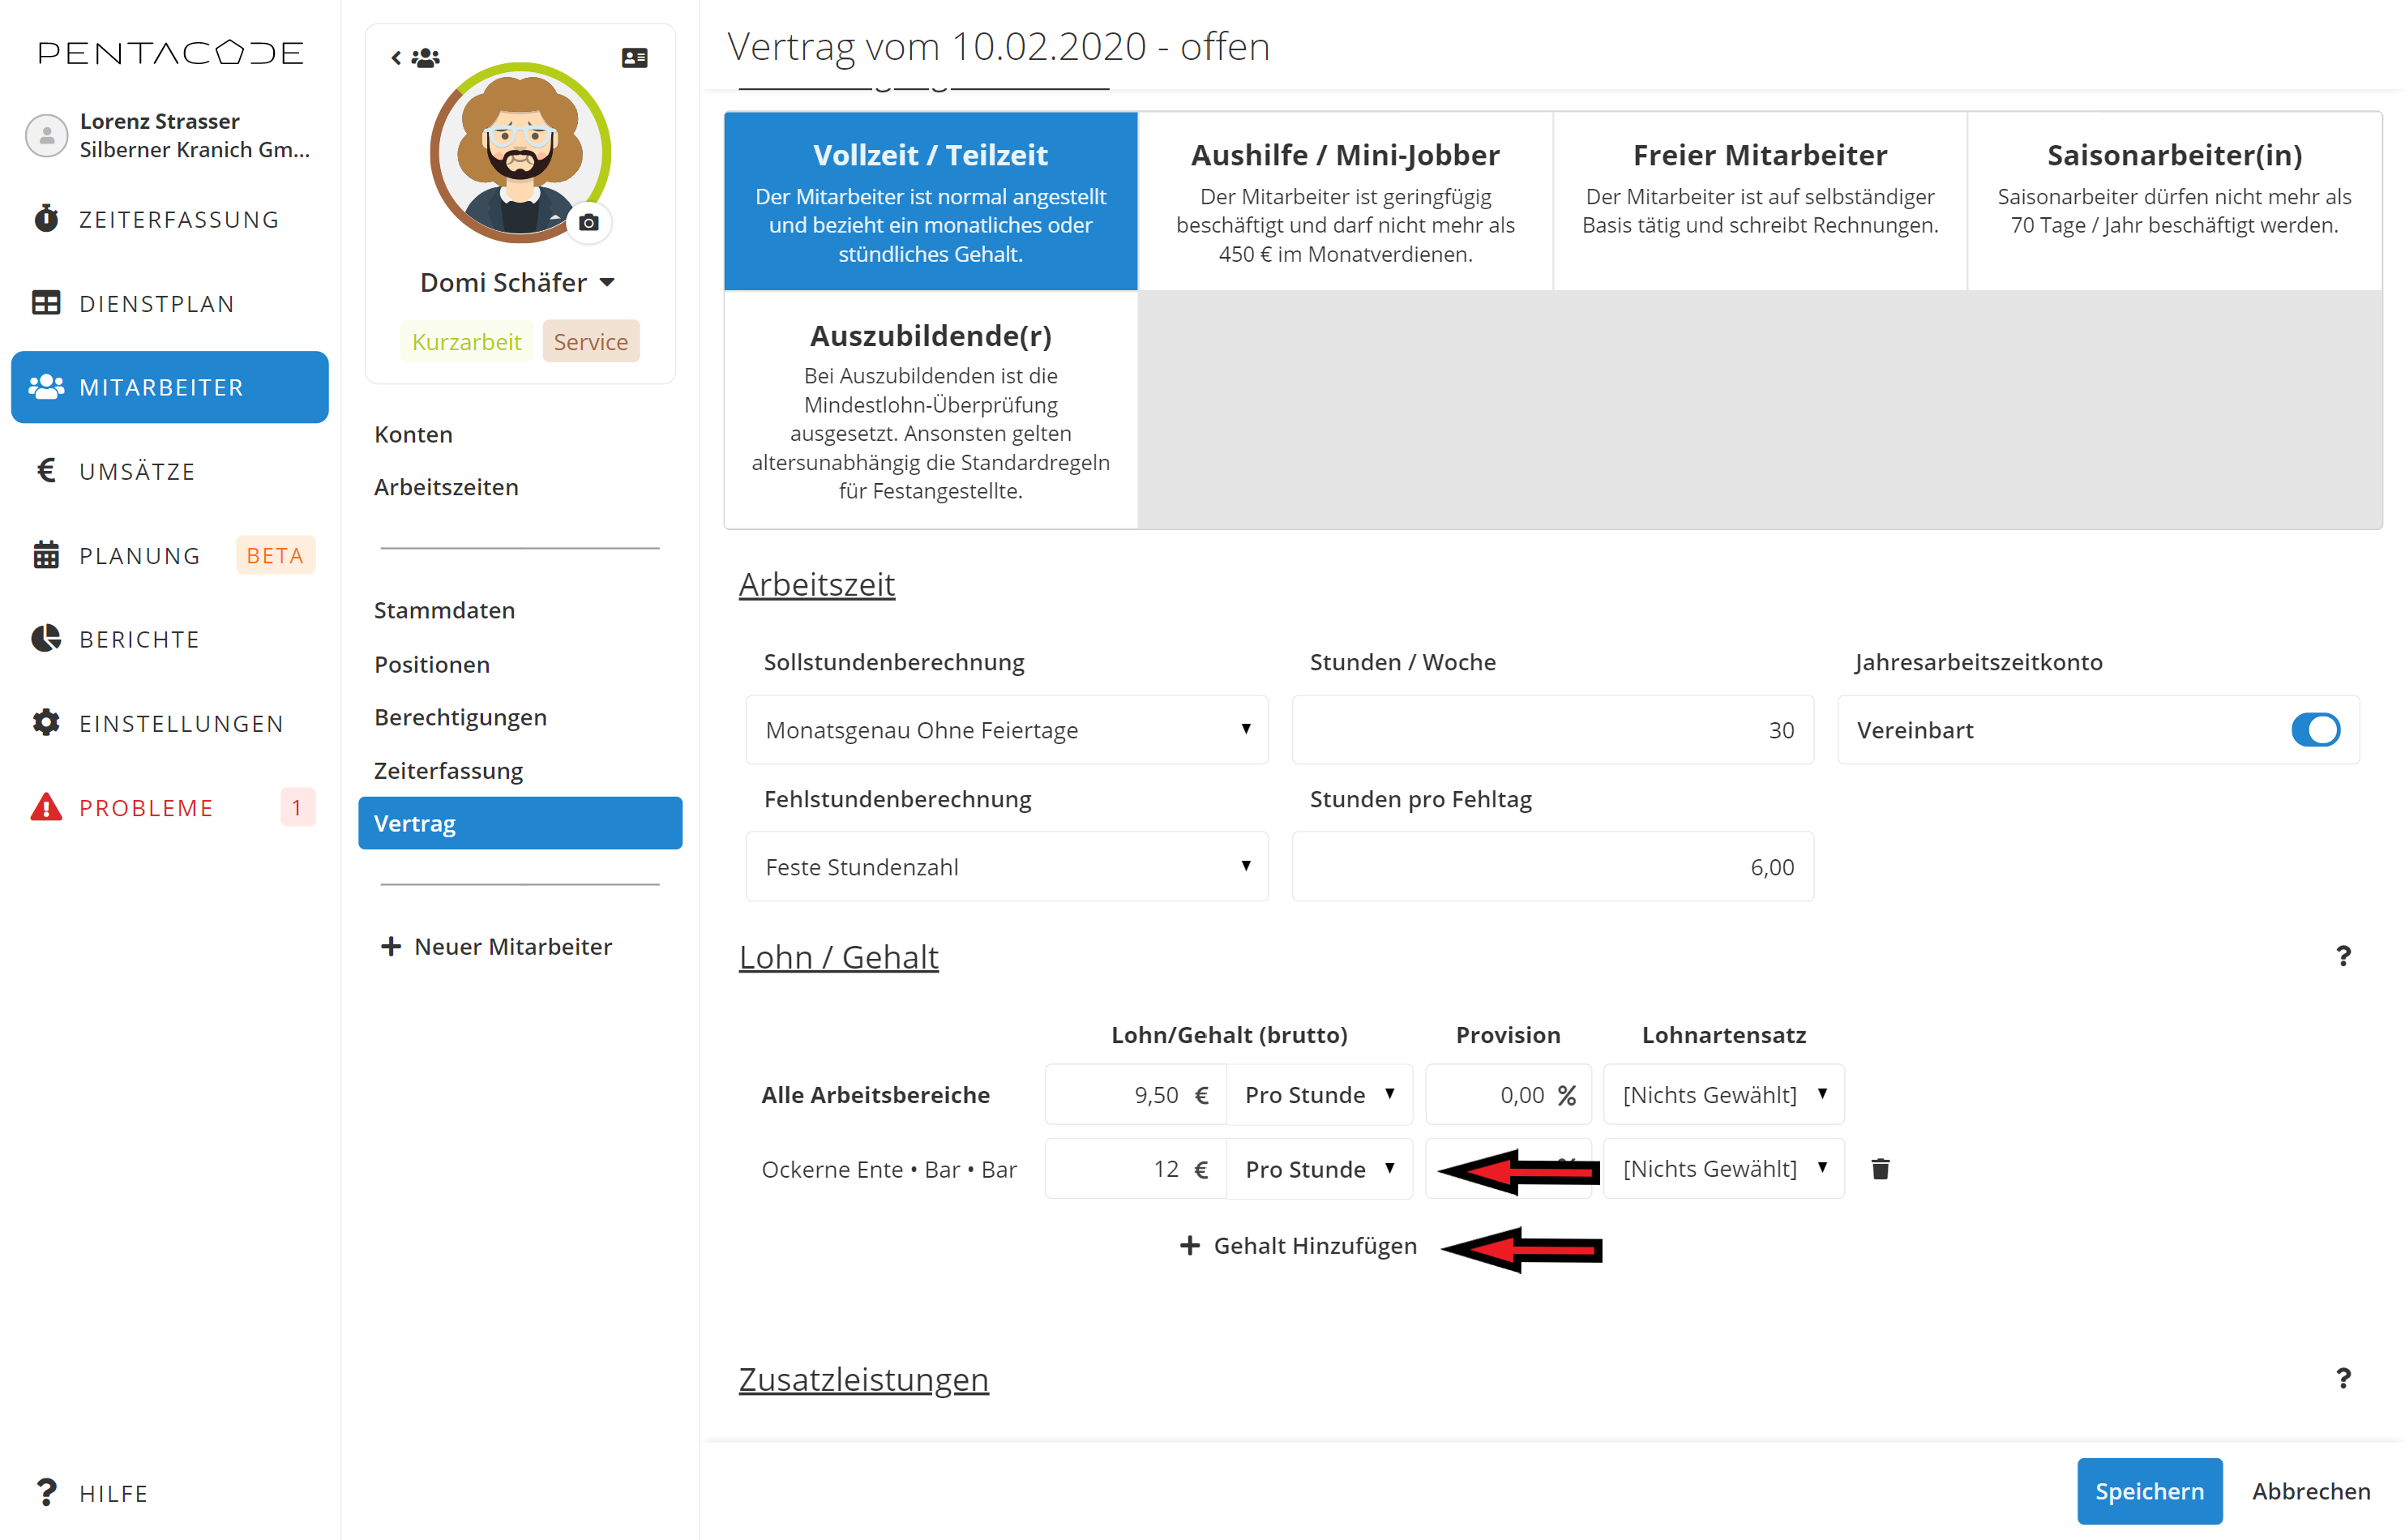 PENTACODE
Lorenz Strasser
Silberner Kranich Gm...
ZEITERFASSUNG
DIENSTPLAN
MITARBEITER
€ UMSÄTZE
PLANUNG BETA
BERICHTE
EINSTELLUNGEN
PROBLEME 1
? HILFE
Domi Schäfer
Kurzarbeit Service
Konten
Arbeitszeiten
Stammdaten
Positionen
Berechtigungen
Zeiterfassung
Vertrag
+ Neuer Mitarbeiter
Vertrag vom 10.02.2020 - offen
Vollzeit / Teilzeit
Der Mitarbeiter ist normal angestellt
und bezieht ein monatliches oder
stündliches Gehalt.
Aushilfe / Mini-Jobber
Der Mitarbeiter ist geringfügig
beschäftigt und darf nicht mehr als
450 € im Monatverdienen.
Freier Mitarbeiter
Der Mitarbeiter ist auf selbständiger
Basis tätig und schreibt Rechnungen.
Saisonarbeiter(in)
Saisonarbeiter dürfen nicht mehr als
70 Tage / Jahr beschäftigt werden.
Auszubildende(r)
Bei Auszubildenden ist die
Mindestlohn-Überprüfung
ausgesetzt. Ansonsten gelten
altersunabhängig die Standardregeln
für Festangestellte.
Arbeitszeit
Sollstundenberechnung Stunden / Woche Jahresarbeitszeitkonto
Monatsgenau Ohne Feiertage 30 Vereinbart
Fehlstundenberechnung Stunden pro Fehltag
Feste Stundenzahl 6,00
Lohn / Gehalt ?
Lohn/Gehalt (brutto) Provision Lohnartensatz
Alle Arbeitsbereiche 9,50 € Pro Stunde 0,00 % [Nichts Gewählt]
Ockerne Ente • Bar • Bar 12 € Pro Stunde [Nichts Gewählt]
+ Gehalt Hinzufügen
Zusatzleistungen ?
Speichern Abbrechen